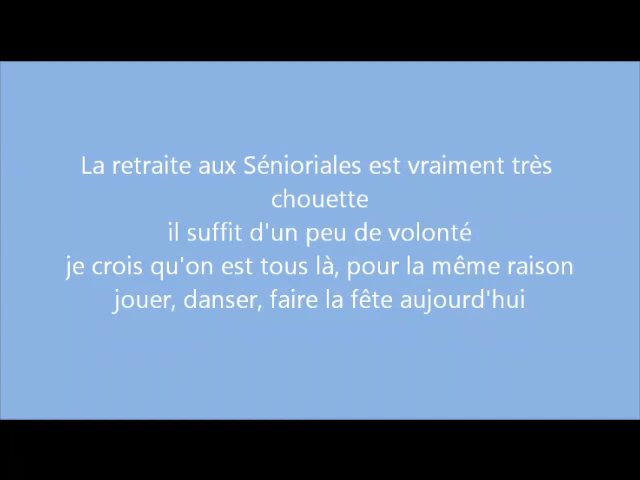 La retraite aux Sénioriales est vraiment très
chouette
il suffit d'un peu de volonté
je crois qu'on est tous là, pour la même raison
jouer, danser, faire la fête aujourd'hui